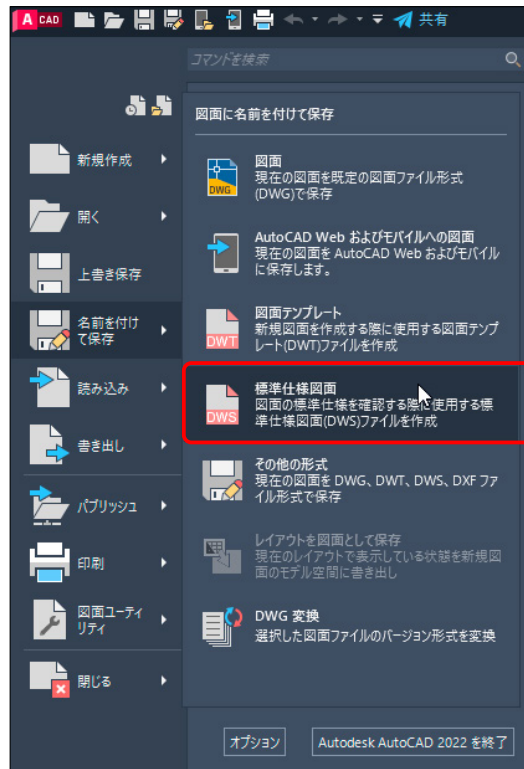 A CAD 共有
コマンドを検索
図面に名前を付けて保存
新規作成
開く
上書き保存
名前を付け
て保存
読み込み
書き出し
パブリッシュ
印刷
図面ユーティ
リティ
閉じる
DWG
図面
現在の図面を既定の図面ファイル形式
(DWG)で保存
AutoCAD Web およびモバイルへの図面
現在の図面を AutoCAD Web およびモバイル
に保存します。
DWT
図面テンプレート
新規図面を作成する際に使用する図面テンプ
レート(DWT)ファイルを作成
DWS
標準仕様図面
図面の標準仕様を確認する際に使用する標
準仕様図面(DWS)ファイルを作成
その他の形式
現在の図面を DWG、DWT、DWS、DXF ファ
イル形式で保存
レイアウトを図面として保存
現在のレイアウトで表示している状態を新規図
面のモデル空間に書き出し
DWG 変換
選択した図面ファイルのバージョン形式を変換
オプション
Autodesk AutoCAD 2022 を終了